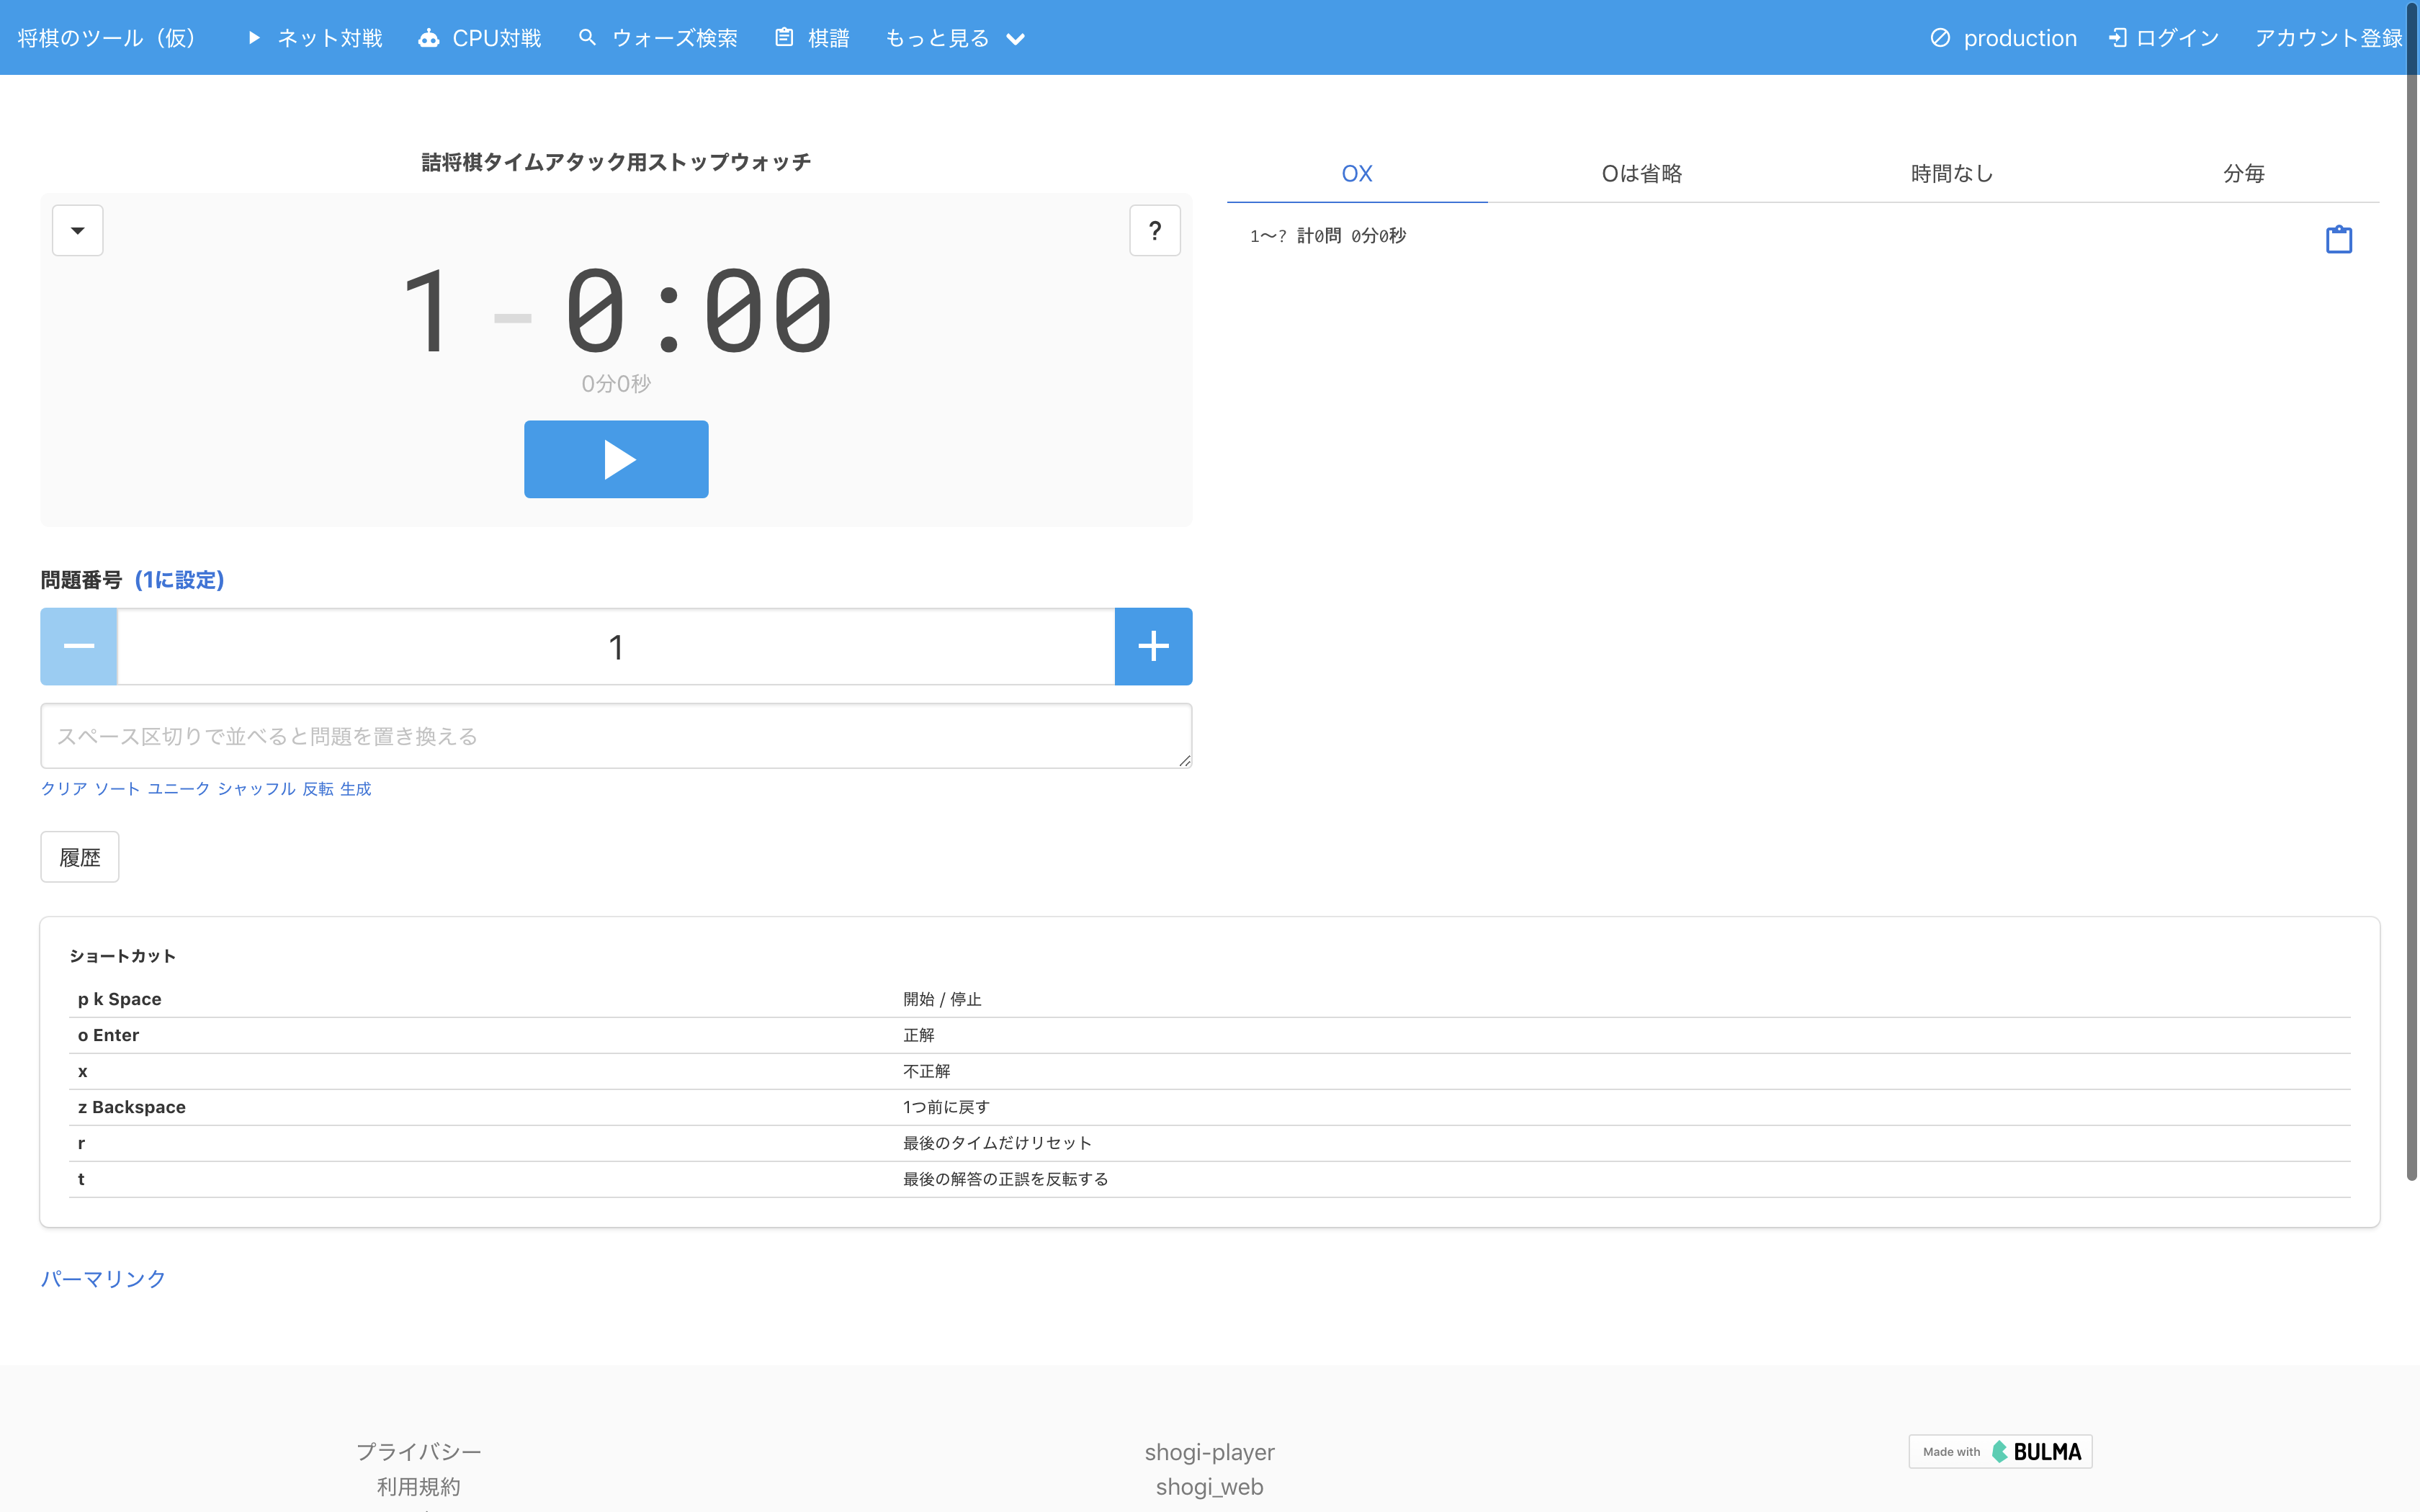 将棋のツール（仮） ネット対戦 CPU対戦 ウォーズ検索 棋譜 もっと見る production ログイン アカウント登録
詰将棋タイムアタック用ストップウォッチ
?
1 - 0:00
0分0秒
OX Oは省略 時間なし 分毎
1〜? 計0問 0分0秒
問題番号 (1に設定)
1
スペース区切りで並べると問題を置き換える
クリア ソート ユニーク シャッフル 反転 生成
履歴
ショートカット
p k Space 開始 / 停止
o Enter 正解
x 不正解
z Backspace 1つ前に戻す
r 最後のタイムだけリセット
t 最後の解答の正誤を反転する
パーマリンク
プライバシー shogi-player Made with BULMA
利用規約 shogi_web